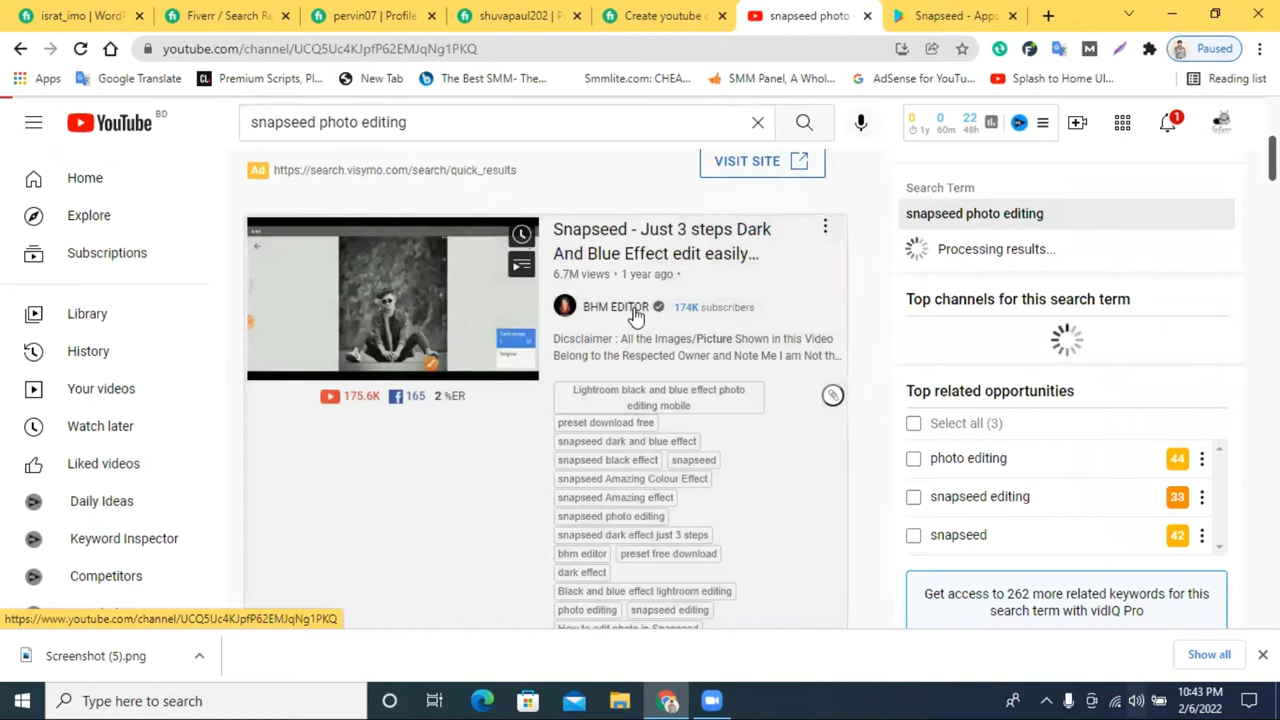 israt_imo | WordP
Fiverr / Search Re
pervin07 | Profile
shuvapaul202 | P
Create youtube c
snapseed photo
Snapseed - Apps
youtube.com/channel/UCQ5Uc4KJpfP62EMJqNg1PKQ
Paused
Apps
Google Translate
CL
Premium Scripts, Pl...
New Tab
The Best SMM- The...
Smmlite.com: CHEA...
SMM Panel, A Whol...
AdSense for YouTu...
Splash to Home UI...
Reading list
YouTube BD
snapseed photo editing
0 0 22
1y 60m 48h
1
Home
Explore
Subscriptions
Library
History
Your videos
Watch later
Liked videos
Daily Ideas
Keyword Inspector
Competitors
Ad https://search.visymo.com/search/quick_results
VISIT SITE
Snapseed - Just 3 steps Dark
And Blue Effect edit easily...
6.7M views • 1 year ago •
BHM EDITOR 174K subscribers
Dicsclaimer : All the Images/Picture Shown in this Video
Belong to the Respected Owner and Note Me I am Not th...
175.6K 165 2 %ER
Lightroom black and blue effect photo
editing mobile
preset download free
snapseed dark and blue effect
snapseed black effect snapseed
snapseed Amazing Colour Effect
snapseed Amazing effect
snapseed photo editing
snapseed dark effect just 3 steps
bhm editor preset free download
dark effect
Black and blue effect lightroom editing
photo editing snapseed editing
How to edit photo in Snapseed
Search Term
snapseed photo editing
Processing results...
Top channels for this search term
Top related opportunities
Select all (3)
photo editing 44
snapseed editing 33
snapseed 42
Get access to 262 more related keywords for this
search term with vidIQ Pro
https://www.youtube.com/channel/UCQ5Uc4KJpfP62EMJqNg1PKQ
Screenshot (5).png
Show all
Type here to search
10:43 PM
2/6/2022